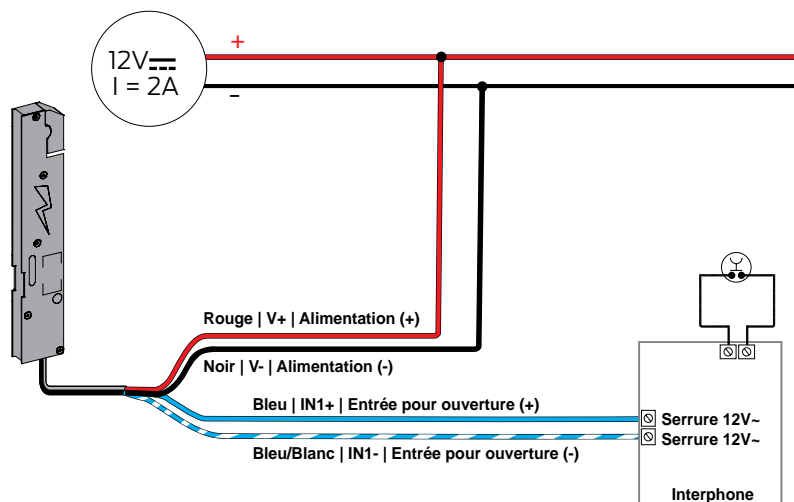 +
12V
I = 2A
–
Rouge | V+ | Alimentation (+)
Noir | V- | Alimentation (-)
Bleu | IN1+ | Entrée pour ouverture (+)
Serrure 12V~
Serrure 12V~
Bleu/Blanc | IN1- | Entrée pour ouverture (-)
Interphone